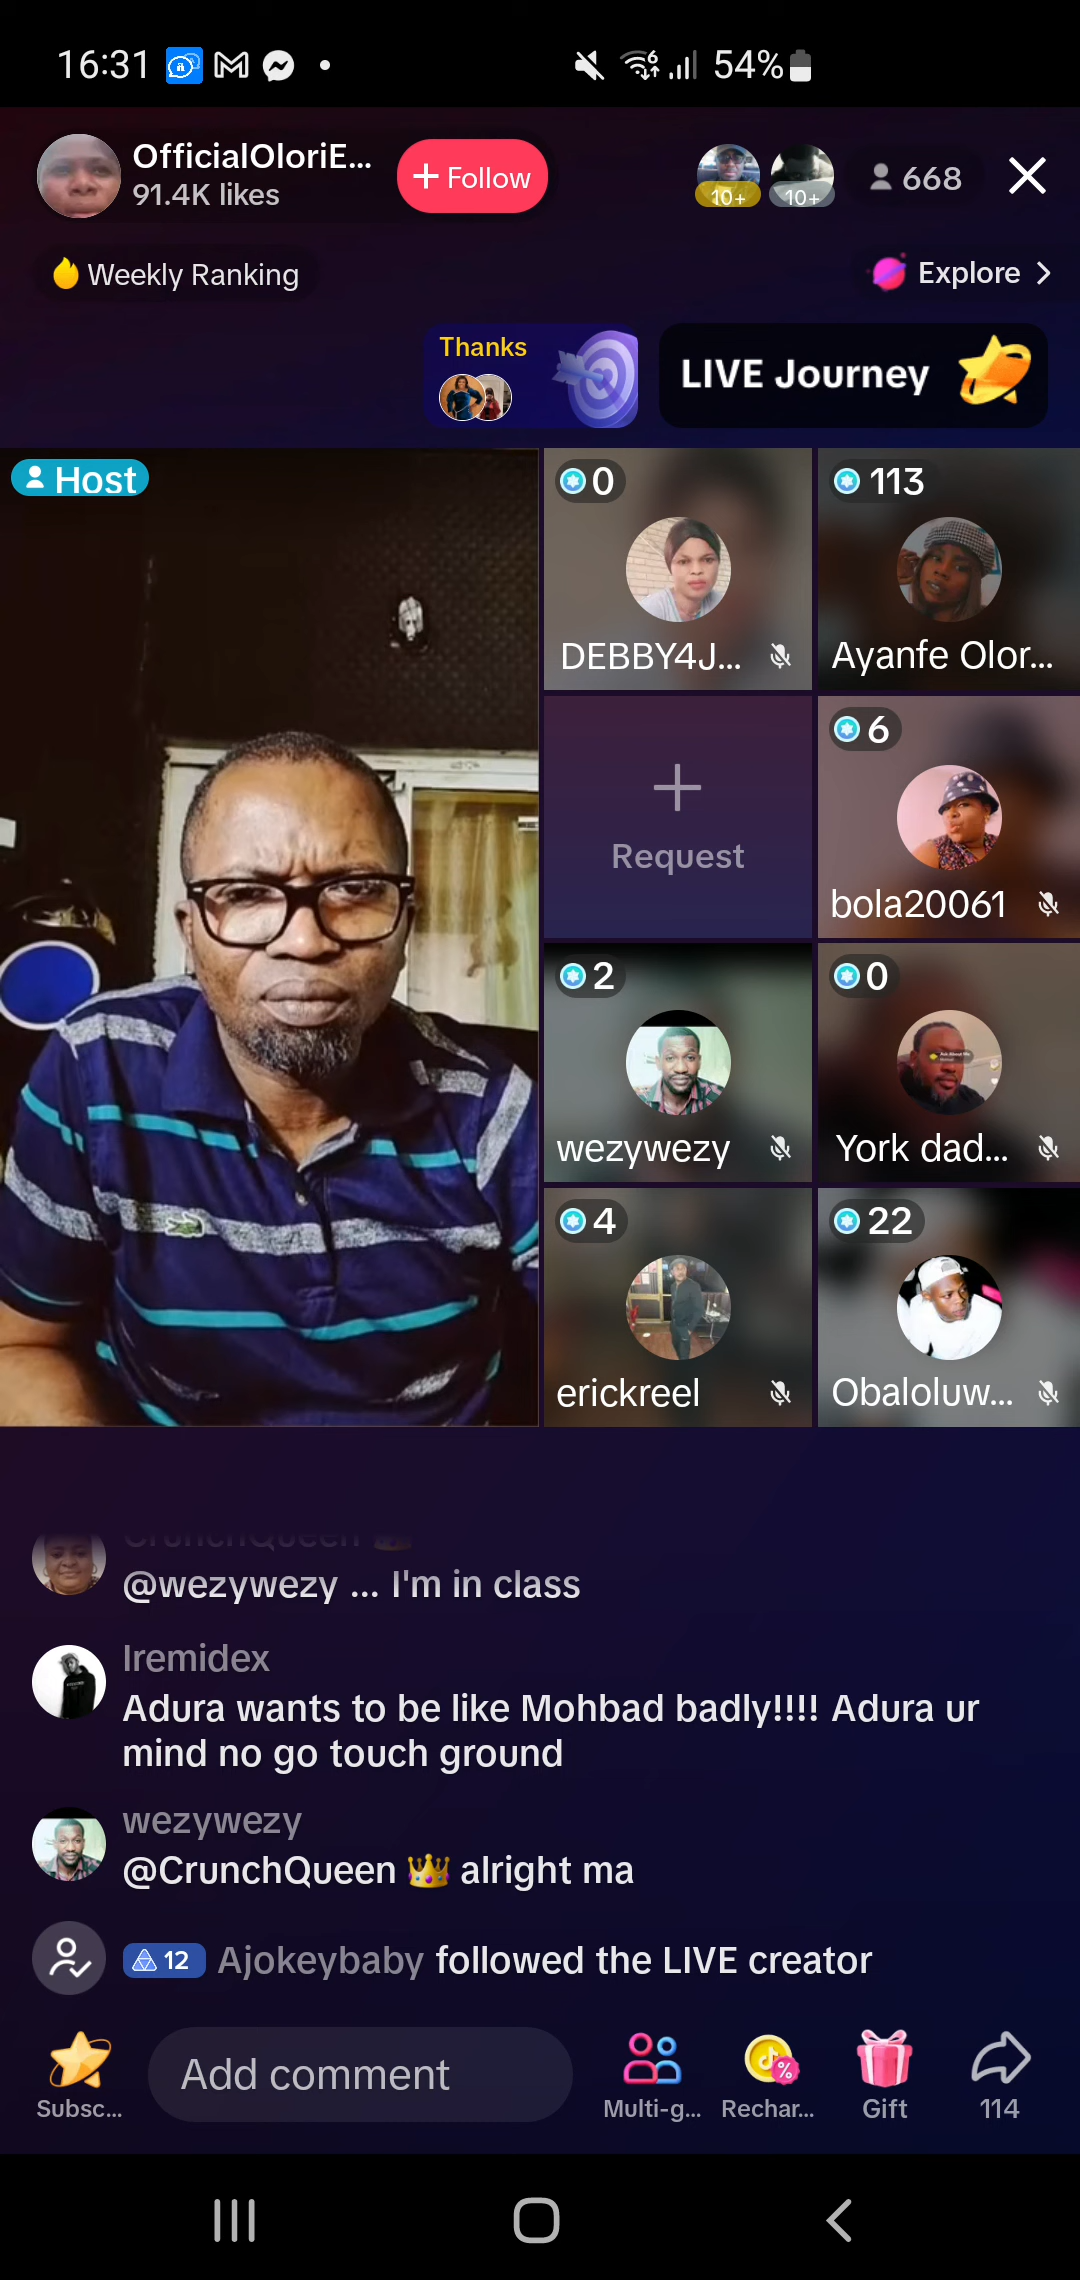 16:31
54%
OfficialOloriE...
91.4K likes
+ Follow
10+
10+
668
Weekly Ranking
Explore >
Thanks
LIVE Journey
Host
0
DEBBY4J...
113
Ayanfe Olor...
Request
6
bola20061
2
wezywezy
0
York dad...
4
erickreel
22
Obaloluw...
CrunchQueen 👑
@wezywezy ... I'm in class
Iremidex
Adura wants to be like Mohbad badly!!!! Adura ur
mind no go touch ground
wezywezy
@CrunchQueen 👑 alright ma
12 Ajokeybaby followed the LIVE creator
Add comment
Subsc...
Multi-g...
Rechar...
Gift
114